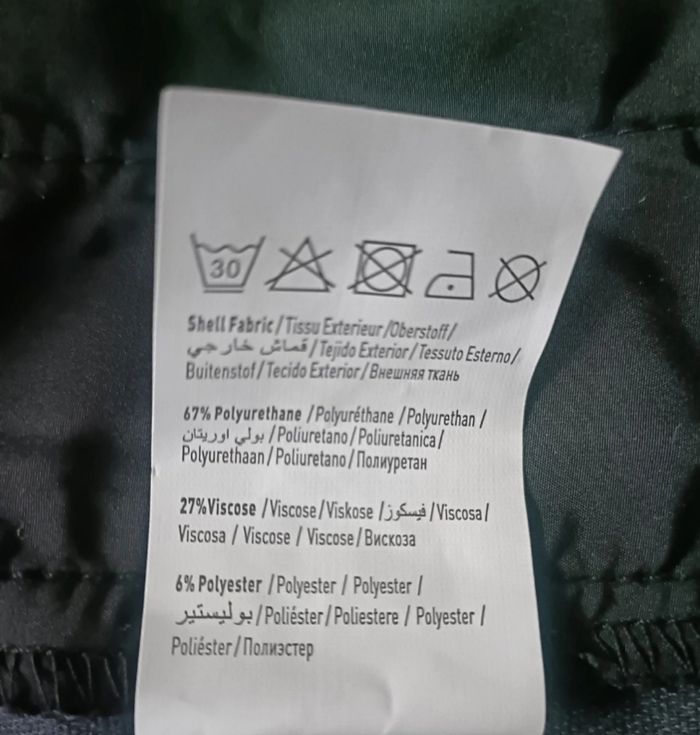 30
Shell Fabric/Tissu Exterieur/Oberstoff/
قماش خارجي/Tejido Exterior/Tessuto Esterno/
Buitenstof/Tecido Exterior/Внешняя ткань
67% Polyurethane/Polyuréthane/Polyurethan/
بولي اوريتان/Poliuretano/Poliuretanica/
Polyurethaan/Poliuretano/Полиуретан
27%Viscose/Viscose/Viskose/فيسكوز/Viscosa/
Viscosa / Viscose / Viscose/Вискоза
6% Polyester /Polyester / Polyester /
بوليستير/Poliéster/Poliestere / Polyester /
Poliéster/Полиэстер